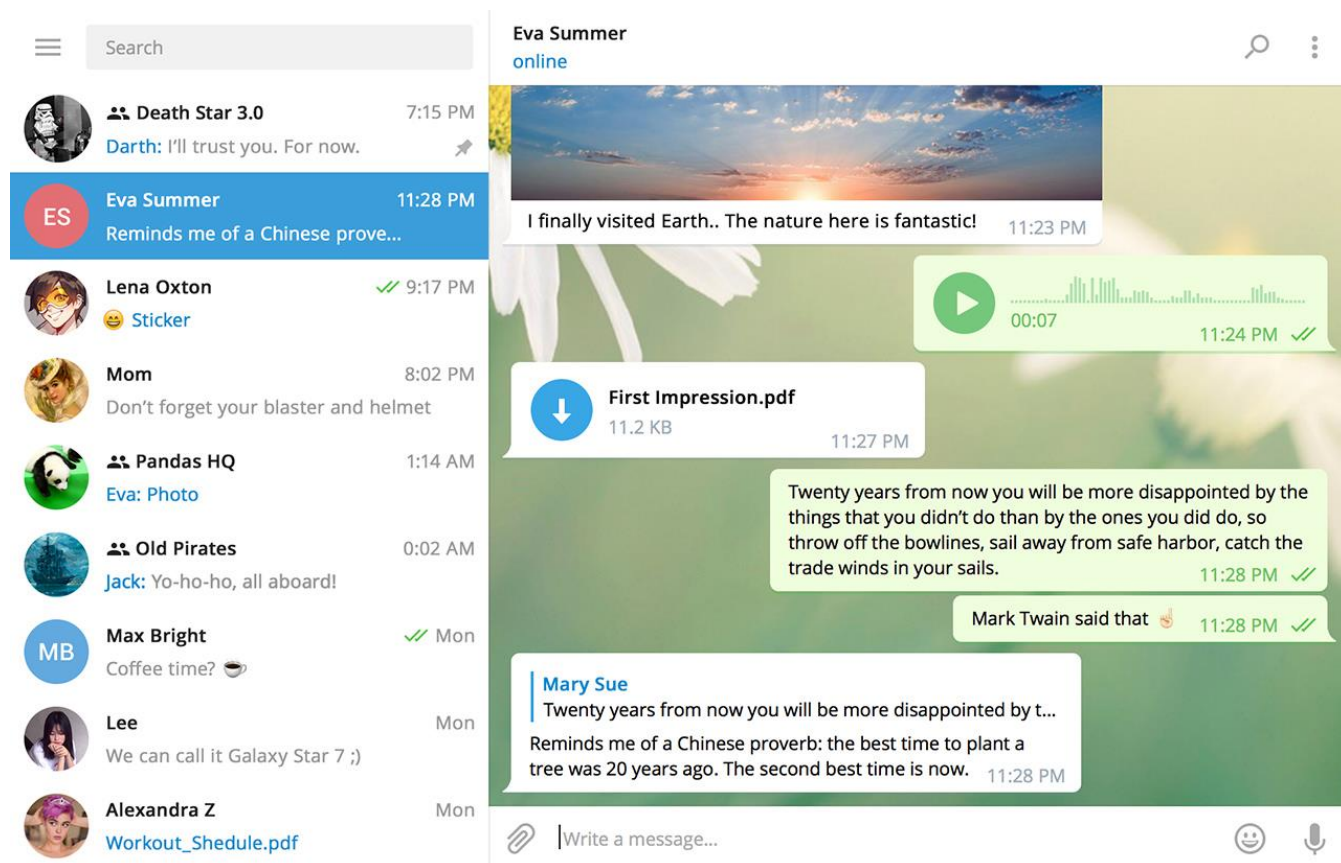 Search
Death Star 3.0 7:15 PM
Darth: I'll trust you. For now.
ES
Eva Summer 11:28 PM
Reminds me of a Chinese prove...
Lena Oxton 9:17 PM
😄 Sticker
Mom 8:02 PM
Don't forget your blaster and helmet
Pandas HQ 1:14 AM
Eva: Photo
Old Pirates 0:02 AM
Jack: Yo-ho-ho, all aboard!
MB
Max Bright Mon
Coffee time? ☕
Lee Mon
We can call it Galaxy Star 7 ;)
Alexandra Z Mon
Workout_Shedule.pdf
Eva Summer
online
I finally visited Earth.. The nature here is fantastic! 11:23 PM
00:07
11:24 PM
First Impression.pdf
11.2 KB
11:27 PM
Twenty years from now you will be more disappointed by the
things that you didn't do than by the ones you did do, so
throw off the bowlines, sail away from safe harbor, catch the
trade winds in your sails. 11:28 PM
Mark Twain said that ☝🏻 11:28 PM
Mary Sue
Twenty years from now you will be more disappointed by t...
Reminds me of a Chinese proverb: the best time to plant a
tree was 20 years ago. The second best time is now. 11:28 PM
Write a message...